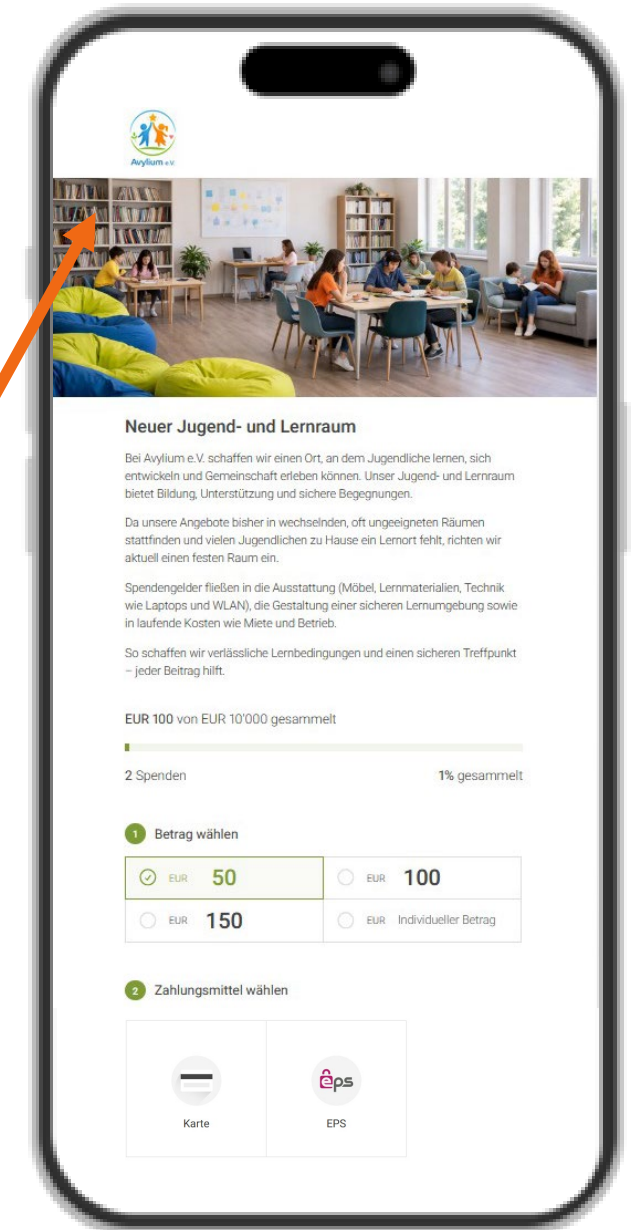 Avylium e.V.
Neuer Jugend- und Lernraum
Bei Avylium e.V. schaffen wir einen Ort, an dem Jugendliche lernen, sich
entwickeln und Gemeinschaft erleben können. Unser Jugend- und Lernraum
bietet Bildung, Unterstützung und sichere Begegnungen.
Da unsere Angebote bisher in wechselnden, oft ungeeigneten Räumen
stattfinden und vielen Jugendlichen zu Hause ein Lernort fehlt, richten wir
aktuell einen festen Raum ein.
Spendengelder fließen in die Ausstattung (Möbel, Lernmaterialien, Technik
wie Laptops und WLAN), die Gestaltung einer sicheren Lernumgebung sowie
in laufende Kosten wie Miete und Betrieb.
So schaffen wir verlässliche Lernbedingungen und einen sicheren Treffpunkt
– jeder Beitrag hilft.
EUR 100 von EUR 10'000 gesammelt
2 Spenden 1% gesammelt
1 Betrag wählen
EUR 50 EUR 100
EUR 150 EUR Individueller Betrag
2 Zahlungsmittel wählen
eps
Karte EPS